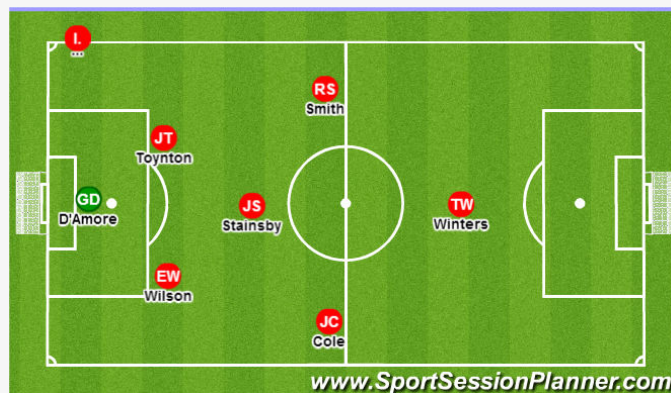 I.
...
RS
Smith
JT
Toynton
GD
D'Amore
JS
Stainsby
TW
Winters
EW
Wilson
JC
Cole
www.SportSessionPlanner.com